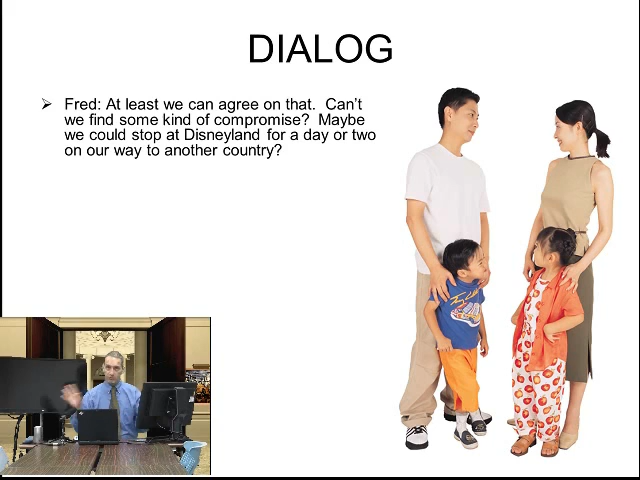 DIALOG
Fred: At least we can agree on that.  Can't
we find some kind of compromise?  Maybe
we could stop at Disneyland for a day or two
on our way to another country?